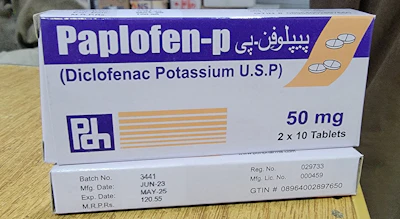 Paplofen-p پیپلوفن-پی
(Diclofenac Potassium U.S.P)
Pdh
50 mg
2 x 10 Tablets
Batch No. 3441
Mfg. Date: JUN-23
Exp. Date: MAY-25
M.R.P.Rs. 120.55
Reg. No. 029733
Mfg. Lic. No. 000459
GTIN # 08964002897650